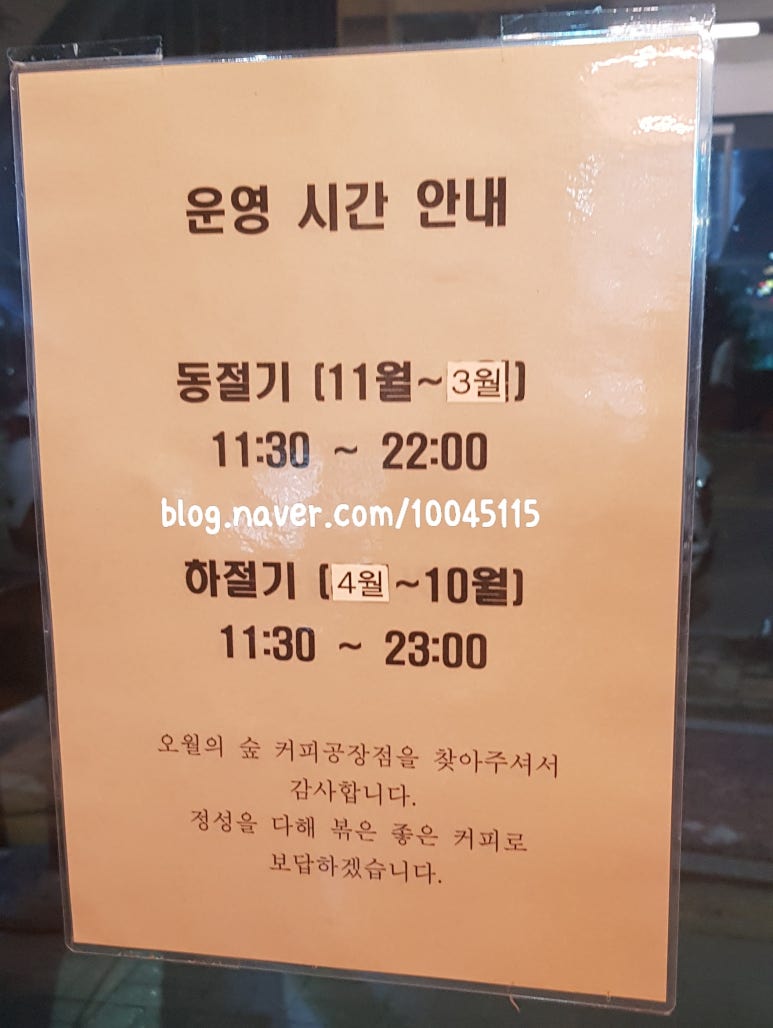 운영 시간 안내
동절기 (11월~3월)
11:30 ~ 22:00
blog.naver.com/10045115
하절기 (4월~10월)
11:30 ~ 23:00
오월의 숲 커피공장점을 찾아주셔서
감사합니다.
정성을 다해 볶은 좋은 커피로
보답하겠습니다.